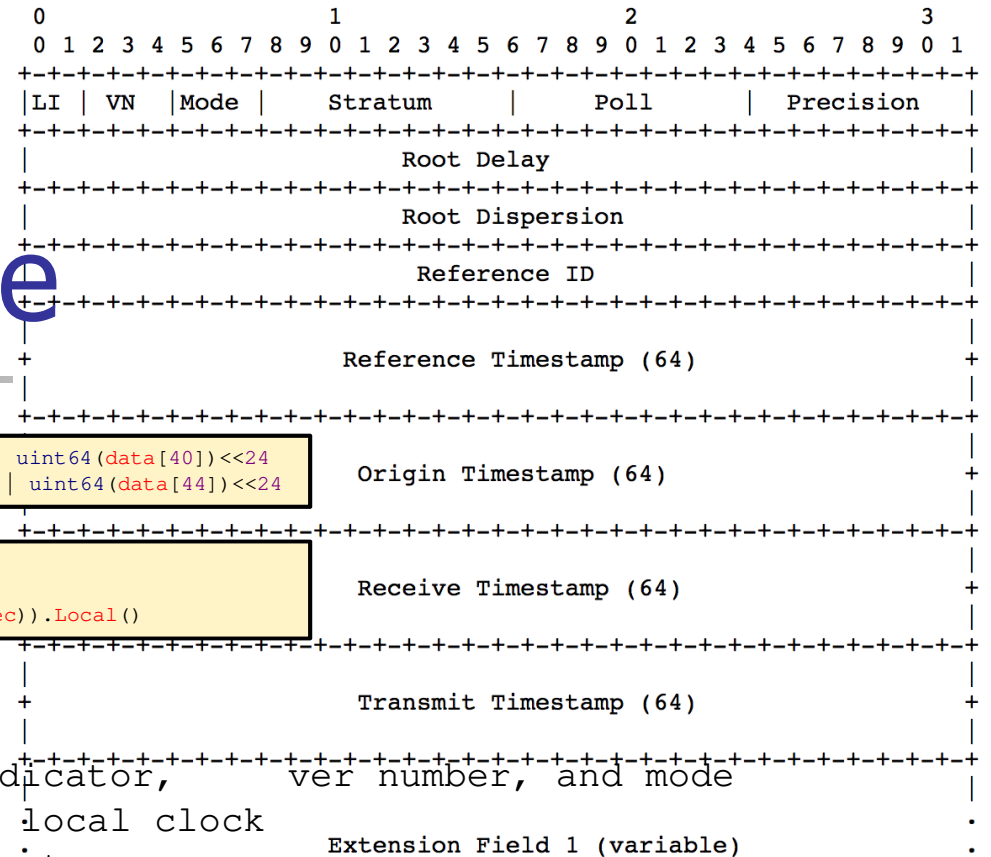 0 1 2 3
0 1 2 3 4 5 6 7 8 9 0 1 2 3 4 5 6 7 8 9 0 1 2 3 4 5 6 7 8 9 0 1
+-+-+-+-+-+-+-+-+-+-+-+-+-+-+-+-+-+-+-+-+-+-+-+-+-+-+-+-+-+-+-+-+
|LI | VN |Mode | Stratum | Poll | Precision |
+-+-+-+-+-+-+-+-+-+-+-+-+-+-+-+-+-+-+-+-+-+-+-+-+-+-+-+-+-+-+-+-+
| Root Delay |
+-+-+-+-+-+-+-+-+-+-+-+-+-+-+-+-+-+-+-+-+-+-+-+-+-+-+-+-+-+-+-+-+
| Root Dispersion |
+-+-+-+-+-+-+-+-+-+-+-+-+-+-+-+-+-+-+-+-+-+-+-+-+-+-+-+-+-+-+-+-+
e Reference ID |
+-+-+-+-+-+-+-+-+-+-+-+-+-+-+-+-+-+-+-+-+-+-+-+-+-+-+-+-+-+-+-+-+
| |
+ Reference Timestamp (64) +
| |
+-+-+-+-+-+-+-+-+-+-+-+-+-+-+-+-+-+-+-+-+-+-+-+-+-+-+-+-+-+-+-+-+
uint64(data[40])<<24 |
| uint64(data[44])<<24 Origin Timestamp (64) +
|
+-+-+-+-+-+-+-+-+-+-+-+-+-+-+-+-+-+-+-+-+-+-+-+-+-+-+-+-+-+-+-+-+
|
Receive Timestamp (64) +
c)).Local() |
+-+-+-+-+-+-+-+-+-+-+-+-+-+-+-+-+-+-+-+-+-+-+-+-+-+-+-+-+-+-+-+-+
| |
+ Transmit Timestamp (64) +
| |
+-+-+-+-+-+-+-+-+-+-+-+-+-+-+-+-+-+-+-+-+-+-+-+-+-+-+-+-+-+-+-+-+
dicator, ver number, and mode |
local clock .
. Extension Field 1 (variable) .